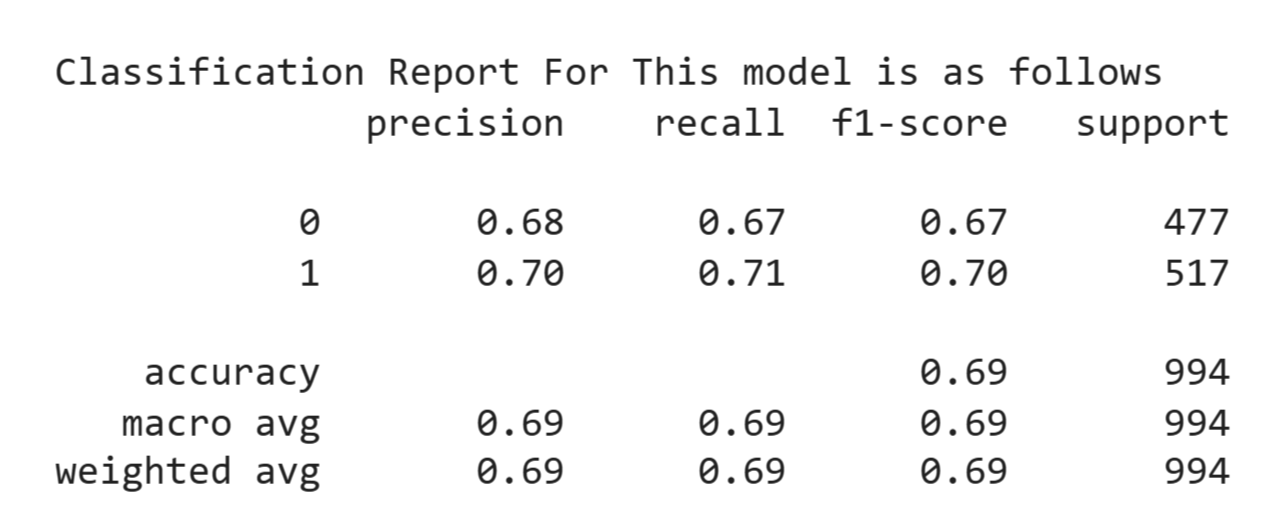 Classification Report For This model is as follows
precision recall f1-score support
0 0.68 0.67 0.67 477
1 0.70 0.71 0.70 517
accuracy 0.69 994
macro avg 0.69 0.69 0.69 994
weighted avg 0.69 0.69 0.69 994